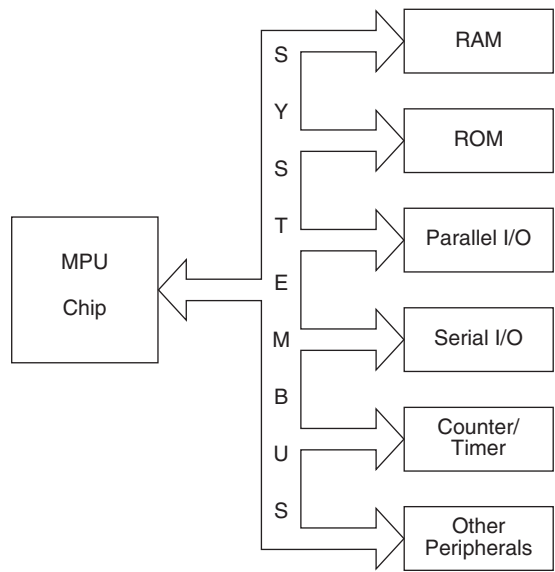 MPU
Chip
S
Y
S
T
E
M
B
U
S
RAM
ROM
Parallel I/O
Serial I/O
Counter/
Timer
Other
Peripherals